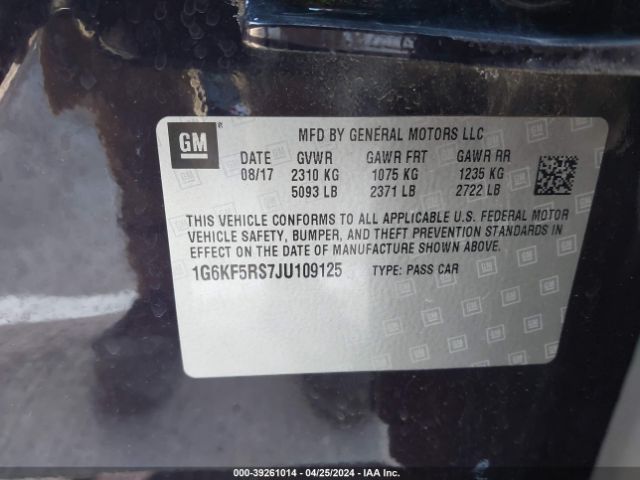 GM
MFD BY GENERAL MOTORS LLC
DATE GVWR GAWR FRT GAWR RR
08/17 2310 KG 1075 KG 1235 KG
5093 LB 2371 LB 2722 LB
THIS VEHICLE CONFORMS TO ALL APPLICABLE U.S. FEDERAL MOTOR
VEHICLE SAFETY, BUMPER, AND THEFT PREVENTION STANDARDS IN
EFFECT ON THE DATE OF MANUFACTURE SHOWN ABOVE.
1G6KF5RS7JU109125 TYPE: PASS CAR
000-39261014 - 04/25/2024 - IAA Inc.